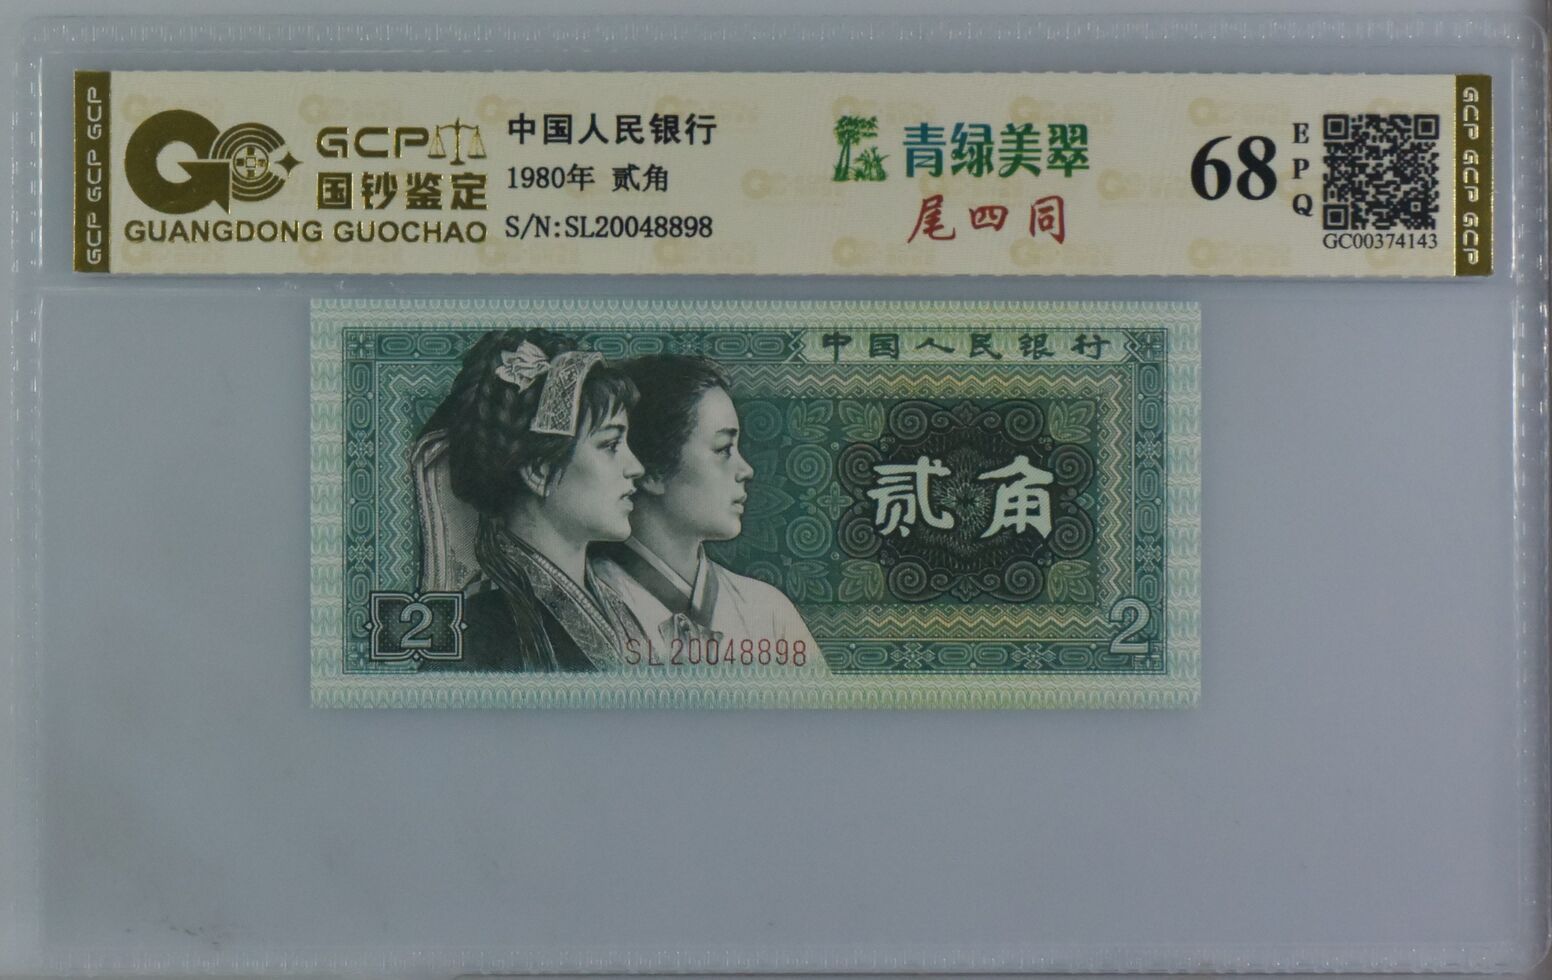 GCP GCP GCP
GCP
国钞鉴定
GUANGDONG GUOCHAO
中国人民银行
1980年 贰角
S/N:SL20048898
青绿美翠
尾四同
68
EPQ
GC00374143
GCP GCP GCP
中国人民银行
贰角
2
2
SL20048898